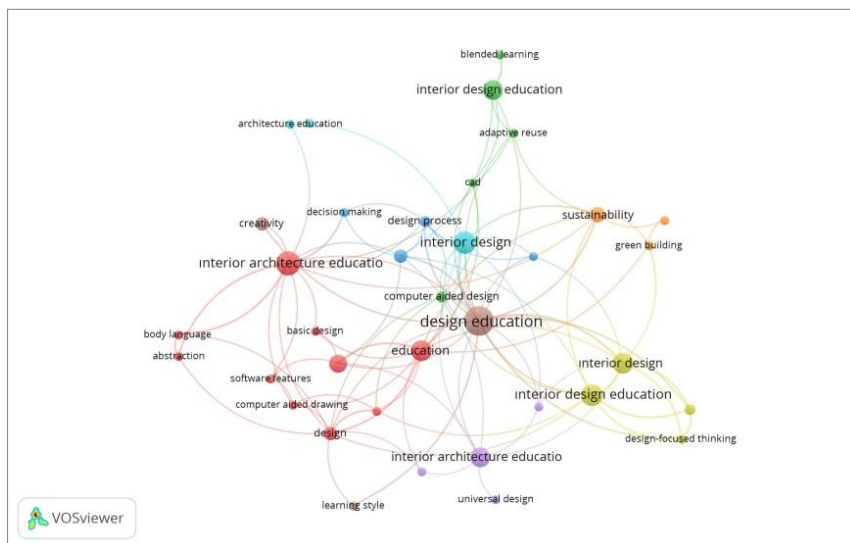 blended learning
interior design education
architecture education
adaptive reuse
cad
decision making
creativity
design process
sustainability
interior design
green building
ınterior architecture educatio
computer aided design
design education
body language
basic design
abstraction
education
ınterior design
software features
ınterior design education
computer aided drawing
design
design-focused thinking
interior architecture educatio
universal design
learning style
VOSviewer